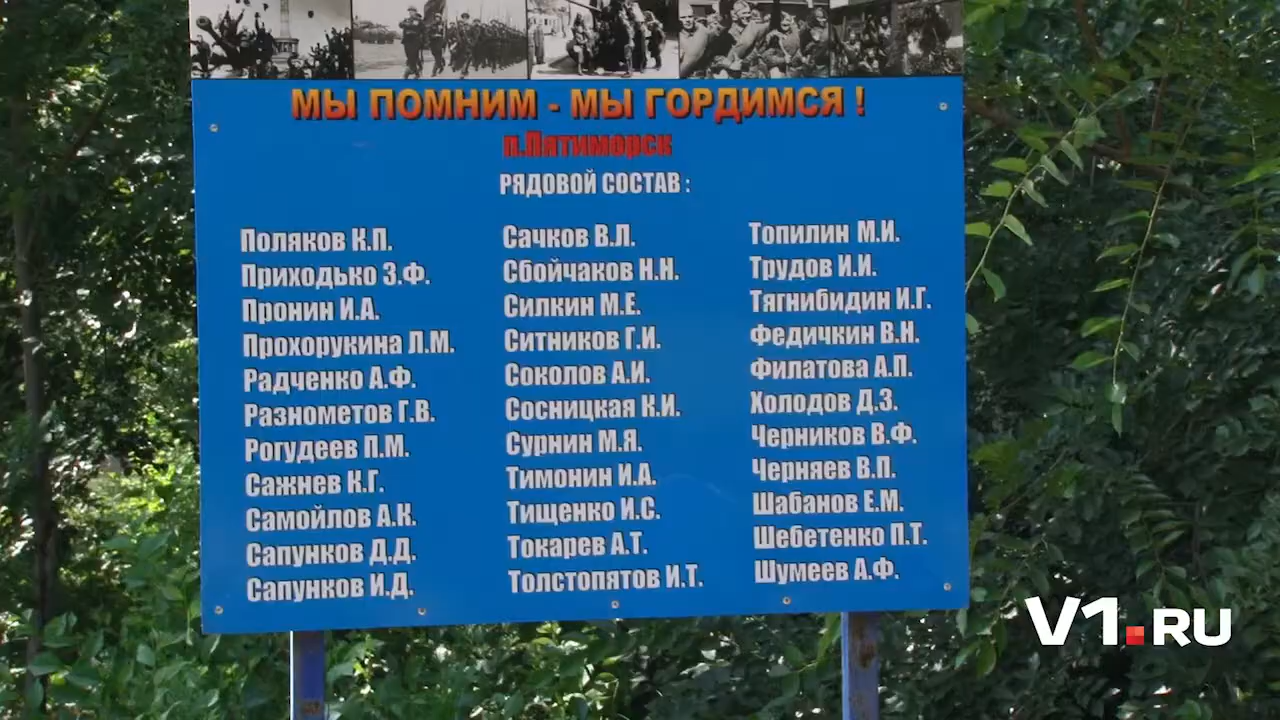 МЫ ПОМНИМ - МЫ ГОРДИМСЯ !
п.Пятиморск
РЯДОВОЙ СОСТАВ :
Поляков К.П.
Приходько З.Ф.
Пронин И.А.
Прохорукина Л.М.
Радченко А.Ф.
Разнометов Г.В.
Рогудеев П.М.
Сажнев К.Г.
Самойлов А.К.
Сапунков Д.Д.
Сапунков И.Д.
Сачков В.Л.
Сбойчаков Н.Н.
Силкин М.Е.
Ситников Г.И.
Соколов А.И.
Сосницкая К.И.
Сурнин М.Я.
Тимонин И.А.
Тищенко И.С.
Токарев А.Т.
Толстопятов И.Т.
Топилин М.И.
Трудов И.И.
Тягнибидин И.Г.
Федичкин В.Н.
Филатова А.П.
Холодов Д.З.
Черников В.Ф.
Черняев В.П.
Шабанов Е.М.
Шебетенко П.Т.
Шумеев А.Ф.
V1.RU